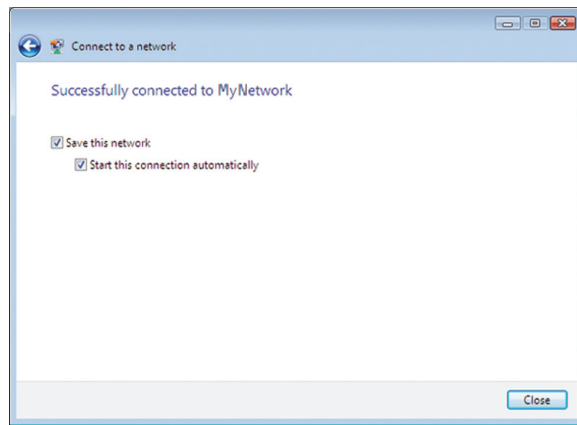 Connect to a network
Successfully connected to MyNetwork
Save this network
Start this connection automatically
Close